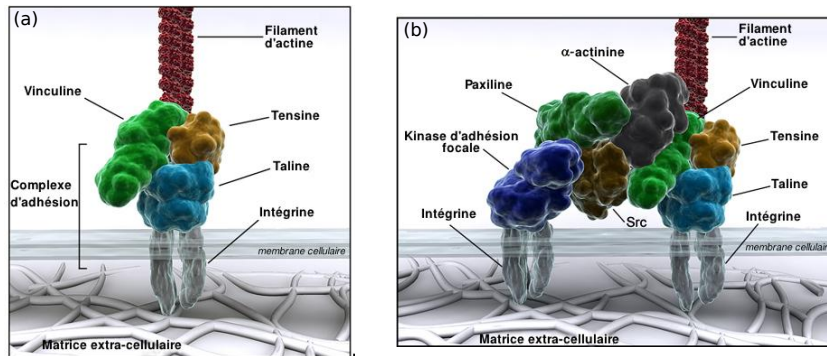 (a)
Filament
d'actine
Vinculine
Tensine
Taline
Complexe
d'adhésion
Intégrine
membrane cellulaire
Matrice extra-cellulaire
(b)
Filament
d'actine
α-actinine
Paxiline
Vinculine
Kinase d'adhésion
focale
Tensine
Taline
Intégrine
Src
Intégrine
membrane cellulaire
Matrice extra-cellulaire